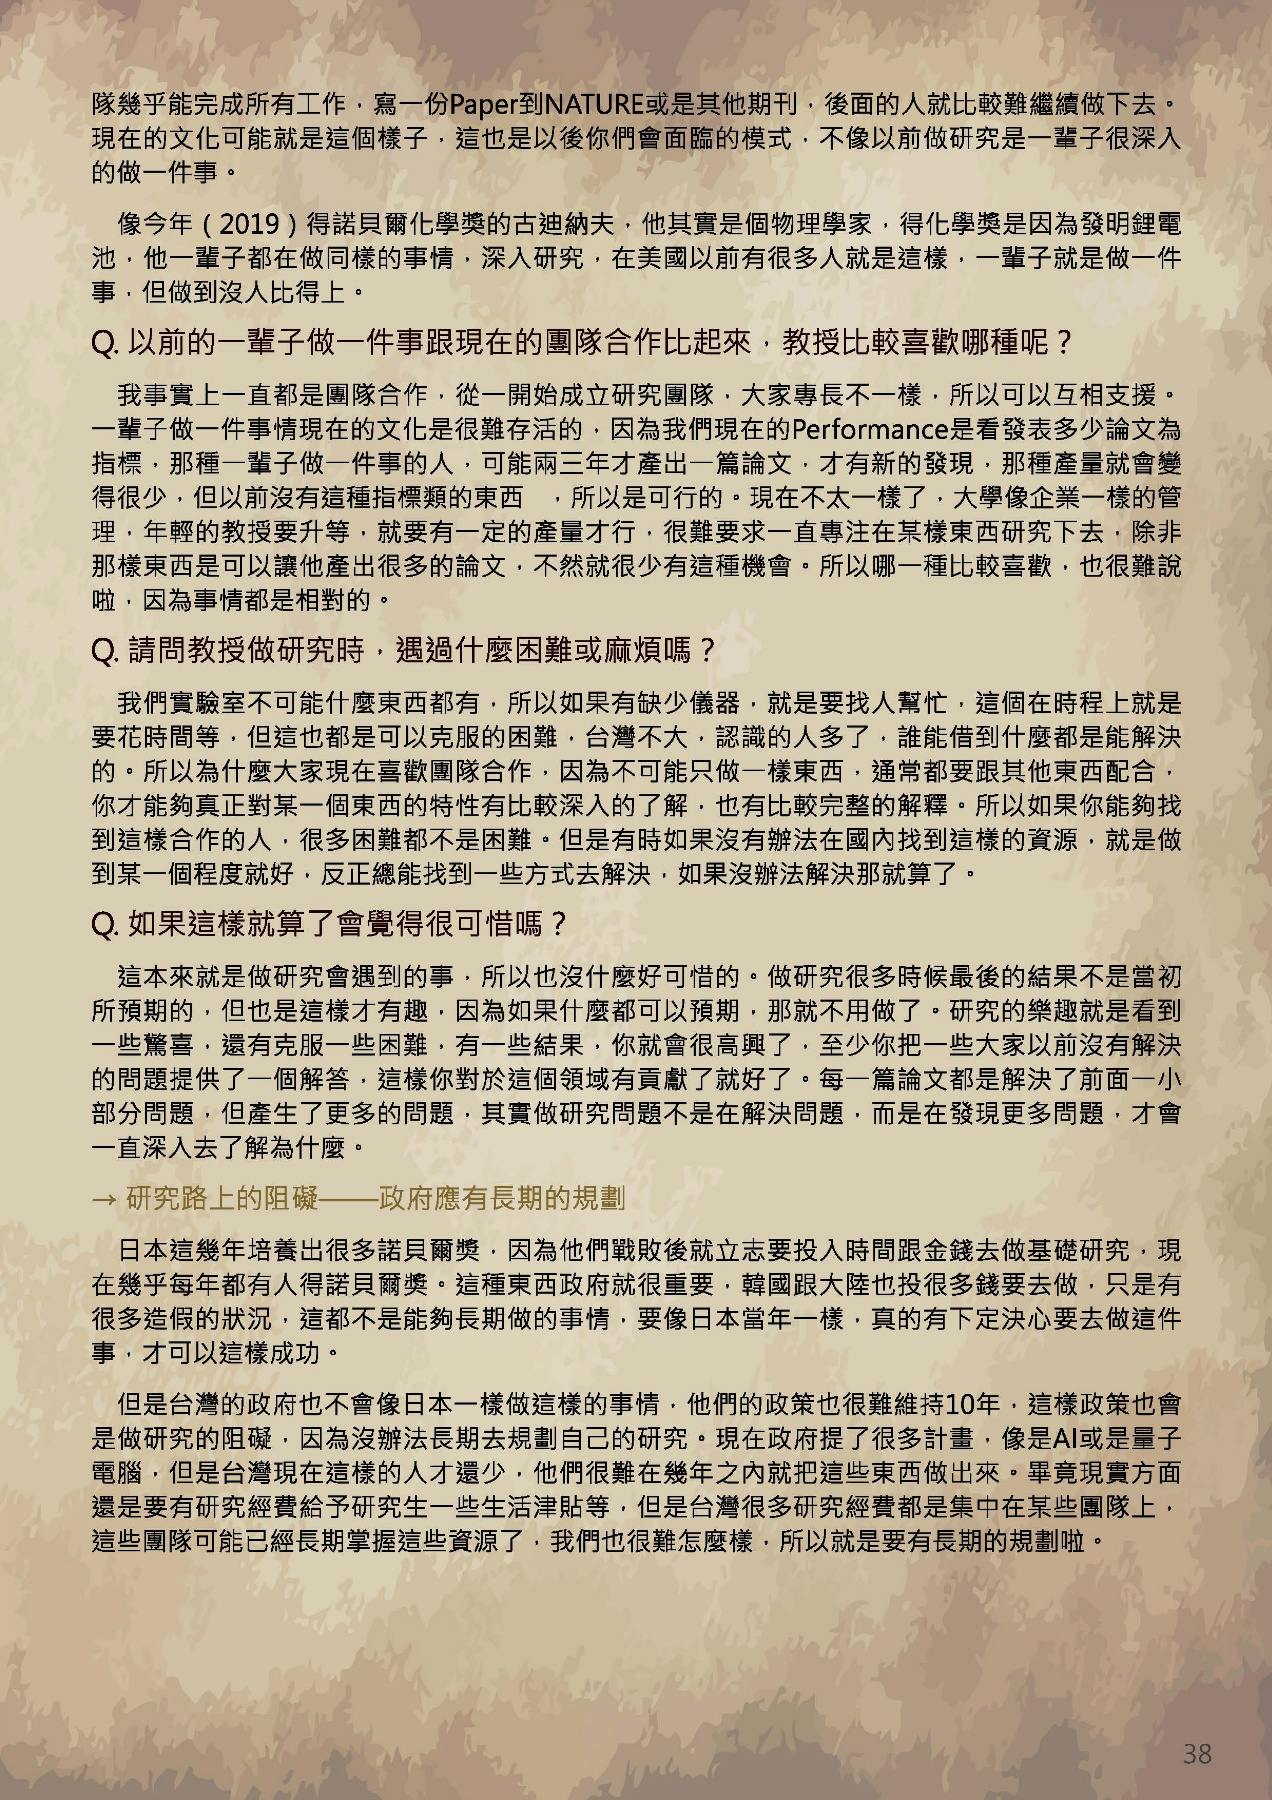 隊幾乎能完成所有工作，寫一份Paper到NATURE或是其他期刊，後面的人就比較難繼續做下去。
現在的文化可能就是這個樣子，這也是以後你們會面臨的模式，不像以前做研究是一輩子很深入
的做一件事。
像今年（2019）得諾貝爾化學獎的古迪納夫，他其實是個物理學家，得化學獎是因為發明鋰電
池，他一輩子都在做同樣的事情，深入研究，在美國以前有很多人就是這樣，一輩子就是做一件
事，但做到沒人比得上。
Q. 以前的一輩子做一件事跟現在的團隊合作比起來，教授比較喜歡哪種呢？
我事實上一直都是團隊合作，從一開始成立研究團隊，大家專長不一樣，所以可以互相支援。
一輩子做一件事情現在的文化是很難存活的，因為我們現在的Performance是看發表多少論文為
指標，那種一輩子做一件事的人，可能兩三年才產出一篇論文，才有新的發現，那種產量就會變
得很少，但以前沒有這種指標類的東西　，所以是可行的。現在不太一樣了，大學像企業一樣的管
理，年輕的教授要升等，就要有一定的產量才行，很難要求一直專注在某樣東西研究下去，除非
那樣東西是可以讓他產出很多的論文，不然就很少有這種機會。所以哪一種比較喜歡，也很難說
啦，因為事情都是相對的。
Q. 請問教授做研究時，遇過什麼困難或麻煩嗎？
我們實驗室不可能什麼東西都有，所以如果有缺少儀器，就是要找人幫忙，這個在時程上就是
要花時間等，但這也都是可以克服的困難，台灣不大，認識的人多了，誰能借到什麼都是能解決
的。所以為什麼大家現在喜歡團隊合作，因為不可能只做一樣東西，通常都要跟其他東西配合，
你才能夠真正對某一個東西的特性有比較深入的了解，也有比較完整的解釋。所以如果你能夠找
到這樣合作的人，很多困難都不是困難。但是有時如果沒有辦法在國內找到這樣的資源，就是做
到某一個程度就好，反正總能找到一些方式去解決，如果沒辦法解決那就算了。
Q. 如果這樣就算了會覺得很可惜嗎？
這本來就是做研究會遇到的事，所以也沒什麼好可惜的。做研究很多時候最後的結果不是當初
所預期的，但也是這樣才有趣，因為如果什麼都可以預期，那就不用做了。研究的樂趣就是看到
一些驚喜，還有克服一些困難，有一些結果，你就會很高興了，至少你把一些大家以前沒有解決
的問題提供了一個解答，這樣你對於這個領域有貢獻了就好了。每一篇論文都是解決了前面一小
部分問題，但產生了更多的問題，其實做研究問題不是在解決問題，而是在發現更多問題，才會
一直深入去了解為什麼。
→ 研究路上的阻礙——政府應有長期的規劃
日本這幾年培養出很多諾貝爾獎，因為他們戰敗後就立志要投入時間跟金錢去做基礎研究，現
在幾乎每年都有人得諾貝爾獎。這種東西政府就很重要，韓國跟大陸也投很多錢要去做，只是有
很多造假的狀況，這都不是能夠長期做的事情，要像日本當年一樣，真的有下定決心要去做這件
事，才可以這樣成功。
但是台灣的政府也不會像日本一樣做這樣的事情，他們的政策也很難維持10年，這樣政策也會
是做研究的阻礙，因為沒辦法長期去規劃自己的研究。現在政府提了很多計畫，像是AI或是量子
電腦，但是台灣現在這樣的人才還少，他們很難在幾年之內就把這些東西做出來。畢竟現實方面
還是要有研究經費給予研究生一些生活津貼等，但是台灣很多研究經費都是集中在某些團隊上，
這些團隊可能已經長期掌握這些資源了，我們也很難怎麼樣，所以就是要有長期的規劃啦。
38